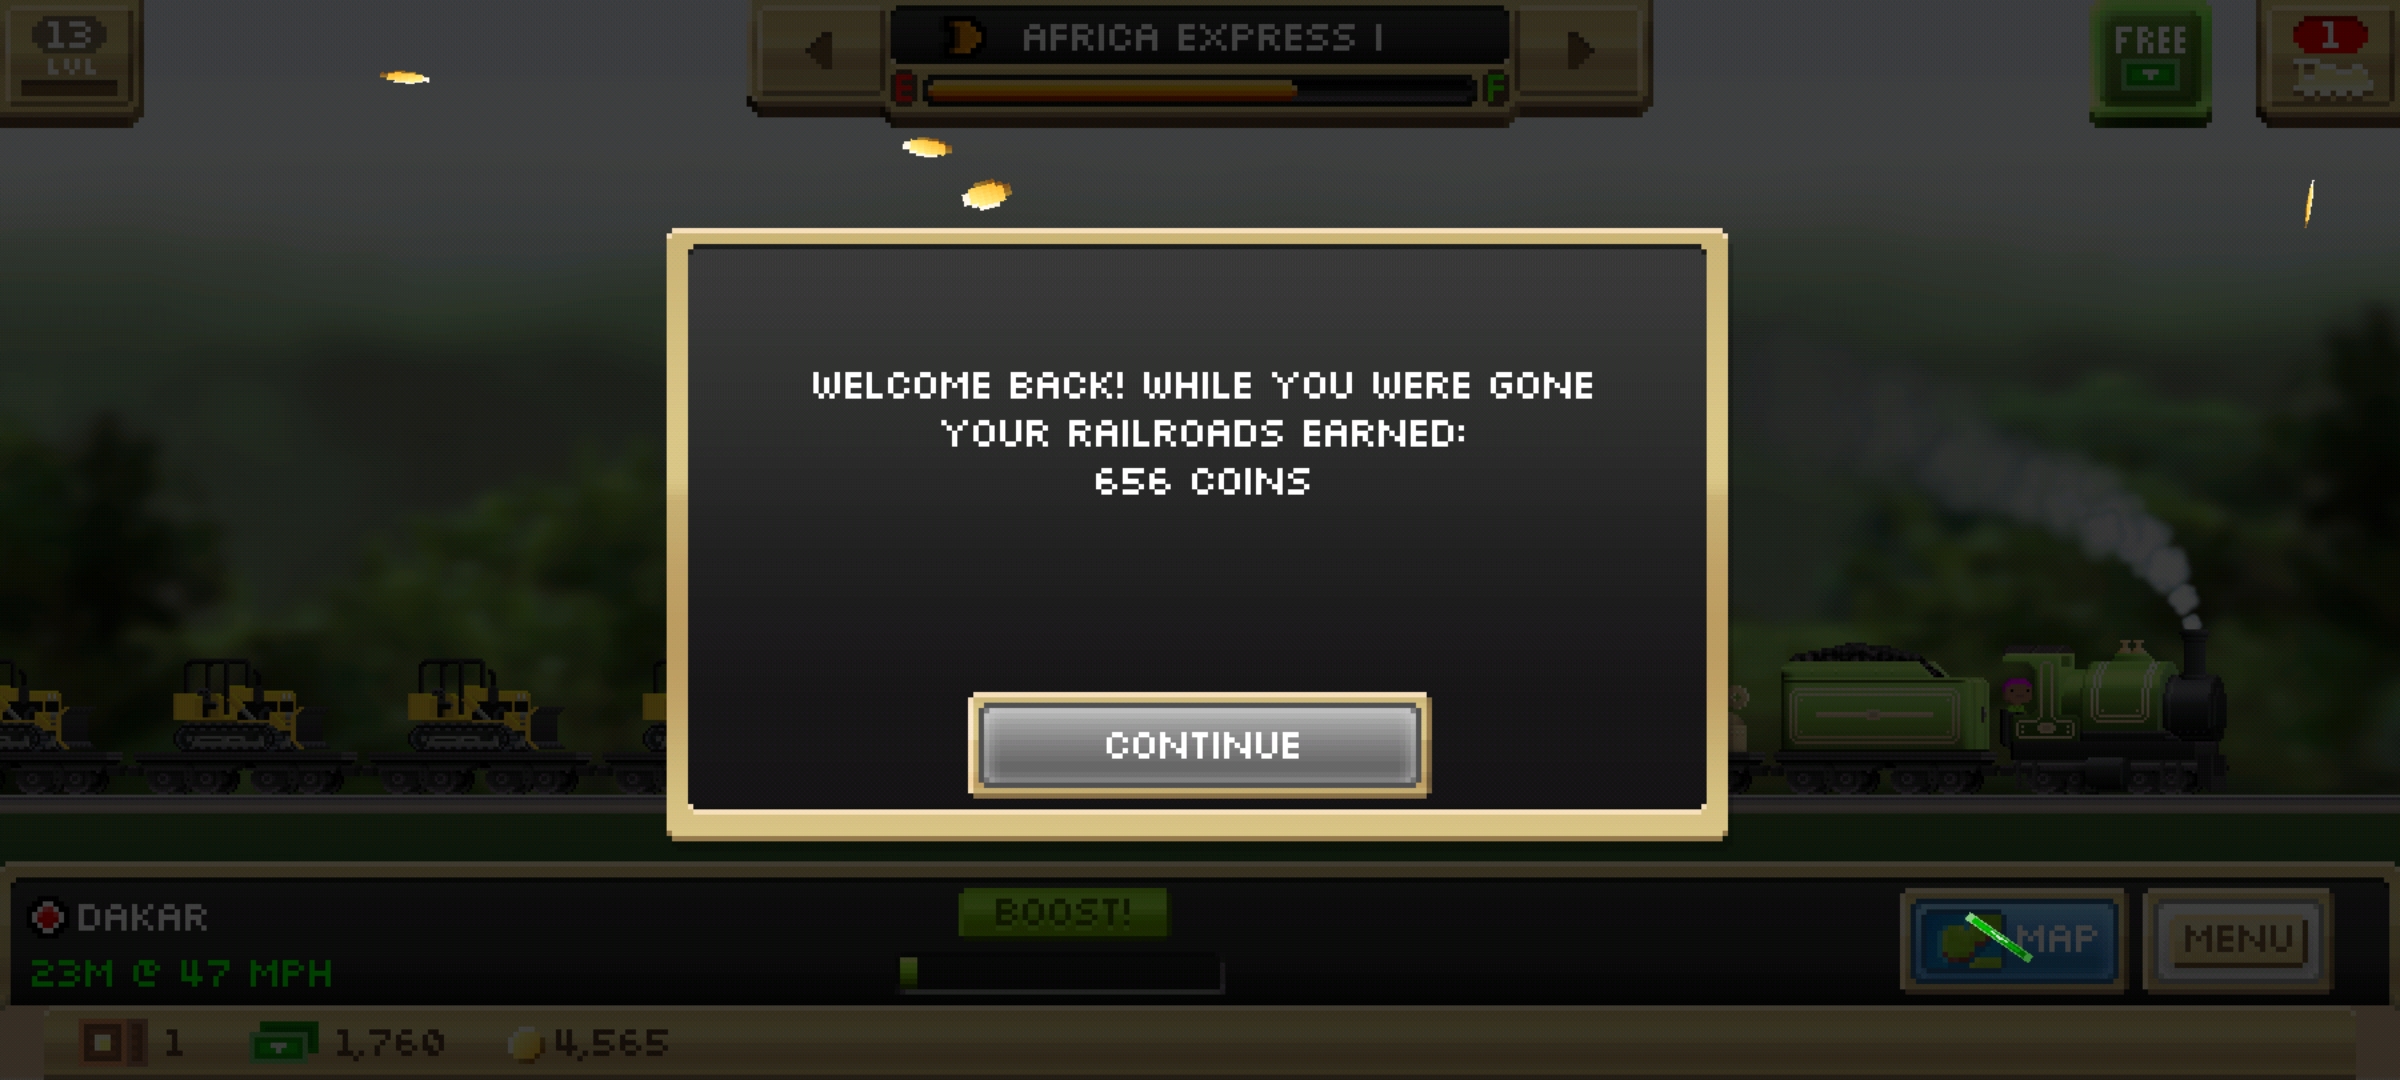 13
LVL
AFRICA EXPRESS I
E
F
FREE
1
WELCOME BACK! WHILE YOU WERE GONE
YOUR RAILROADS EARNED:
656 COINS
CONTINUE
DAKAR
23M @ 47 MPH
BOOST!
MAP
MENU
1
1,760
4,565